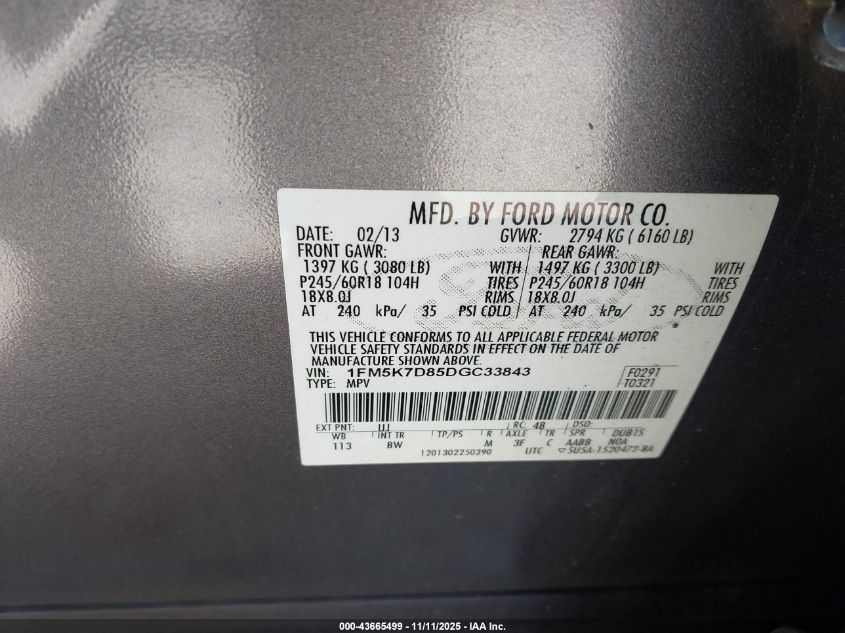 MFD. BY FORD MOTOR CO.
DATE: 02/13 GVWR: 2794 KG ( 6160 LB)
FRONT GAWR: REAR GAWR:
1397 KG ( 3080 LB) WITH 1497 KG ( 3300 LB) WITH
P245/60R18 104H TIRES P245/60R18 104H TIRES
18X8.0J RIMS 18X8.0J RIMS
AT 240 kPa/ 35 PSI COLD AT 240 kPa/ 35 PSI COLD
THIS VEHICLE CONFORMS TO ALL APPLICABLE FEDERAL MOTOR
VEHICLE SAFETY STANDARDS IN EFFECT ON THE DATE OF
MANUFACTURE SHOWN ABOVE.
VIN: 1FM5K7D85DGC33843 F0291
TYPE: MPV T0321
EXT PNT: UJ RC: 48 DSO:
WB INT TR TP/PS R AXLE TR SPR DUB1S
113 BW M 3F C AABB N0A
1201302250390 UTC ▽5U5A-1520472-BA
000-43665499 - 11/11/2025 - IAA Inc.